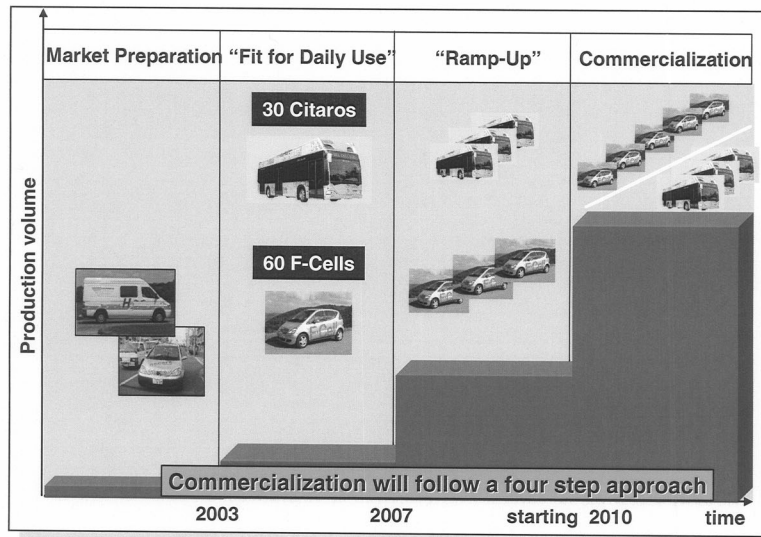 Market Preparation
"Fit for Daily Use"
"Ramp-Up"
Commercialization
30 Citaros
60 F-Cells
F-Cell
Production volume
Commercialization will follow a four step approach
2003
2007
starting 2010
time